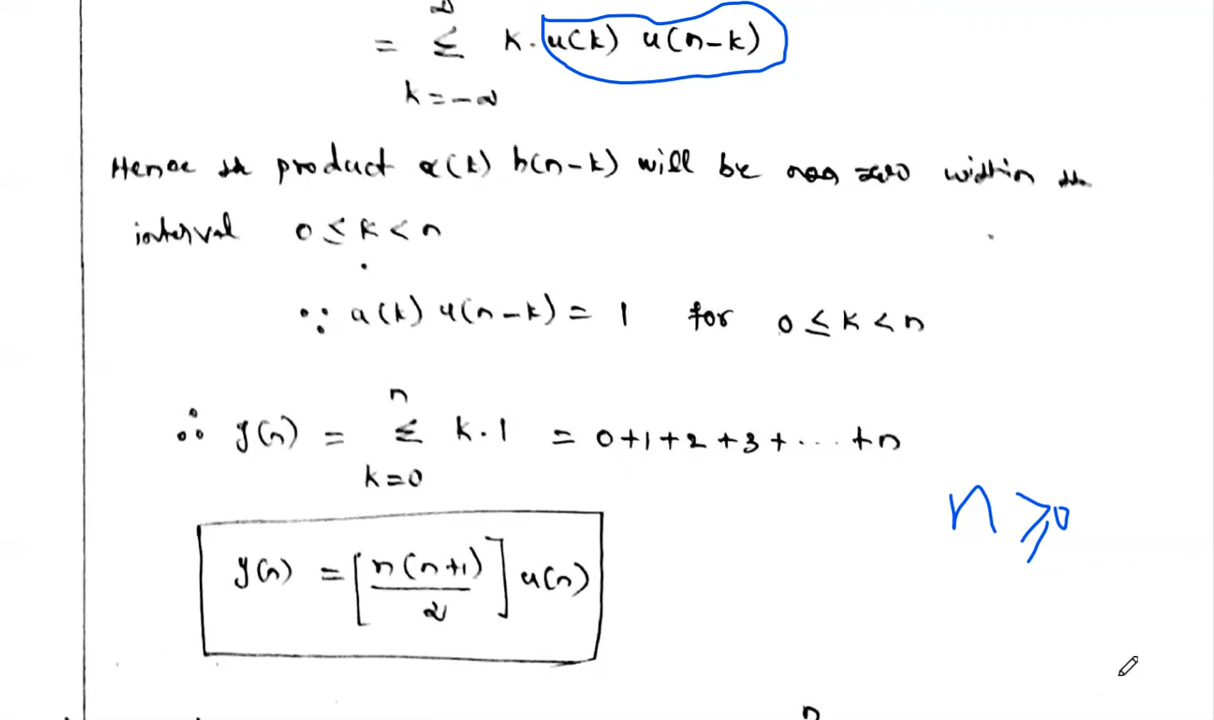 ∞
= Σ k · u(k) u(n-k)
k=-∞
Hence the product x(k) h(n-k) will be non zero within the
interval 0 ≤ k < n
∵ u(k) u(n-k) = 1 for 0 ≤ k < n
n
∴ y(n) = Σ k·1 = 0+1+2+3+...+n
k=0
n ≥ 0
y(n) = [n(n+1)/2] u(n)
n